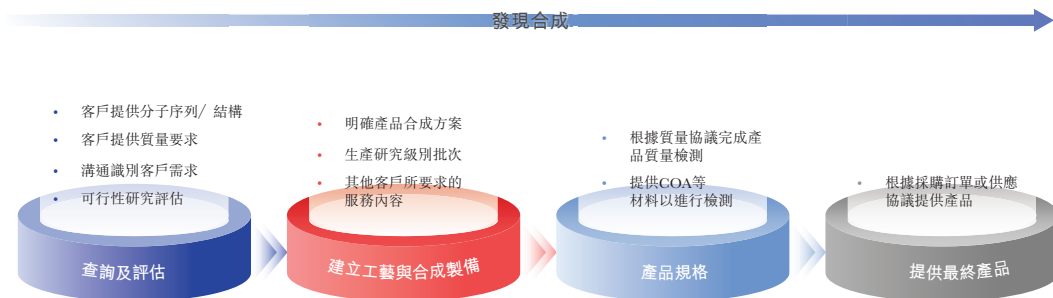 發現合成
• 客戶提供分子序列/ 結構
• 客戶提供質量要求
• 溝通識別客戶需求
• 可行性研究評估
查詢及評估
• 明確產品合成方案
• 生產研究級別批次
• 其他客戶所要求的
服務內容
建立工藝與合成製備
• 根據質量協議完成產
品質量檢測
• 提供COA等
材料以進行檢測
產品規格
• 根據採購訂單或供應
協議提供產品
提供最終產品